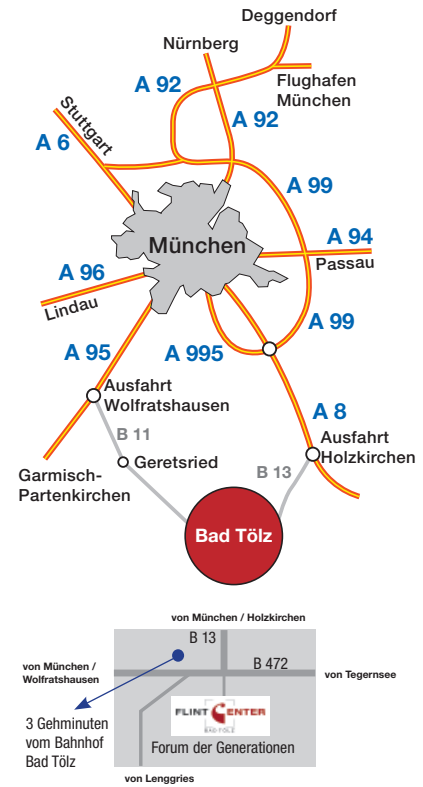 Deggendorf
Nürnberg
A 92
Flughafen
München
Stuttgart
A 92
A 6
A 99
München
A 94
Passau
A 96
Lindau
A 99
A 95
A 995
Ausfahrt
Wolfratshausen
A 8
B 11
Ausfahrt
Holzkirchen
Geretsried
B 13
Garmisch-
Partenkirchen
Bad Tölz
von München / Holzkirchen
B 13
von München /
Wolfratshausen
B 472
von Tegernsee
FLINT CENTER
BAD TÖLZ
3 Gehminuten
vom Bahnhof
Bad Tölz
Forum der Generationen
von Lenggries